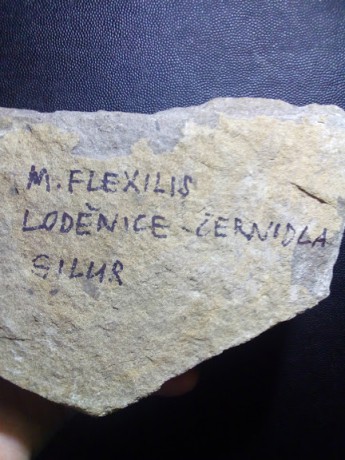 M. FLEXILIS
LODĚNICE - ČERNIDLA
SILUR